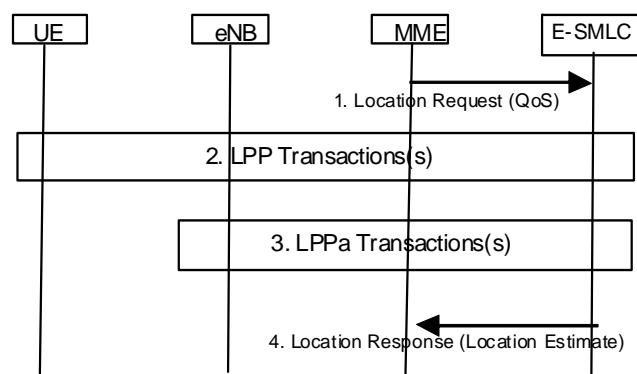 UE eNB MME E-SMLC
1. Location Request (QoS)
2. LPP Transactions(s)
3. LPPa Transactions(s)
4. Location Response (Location Estimate)